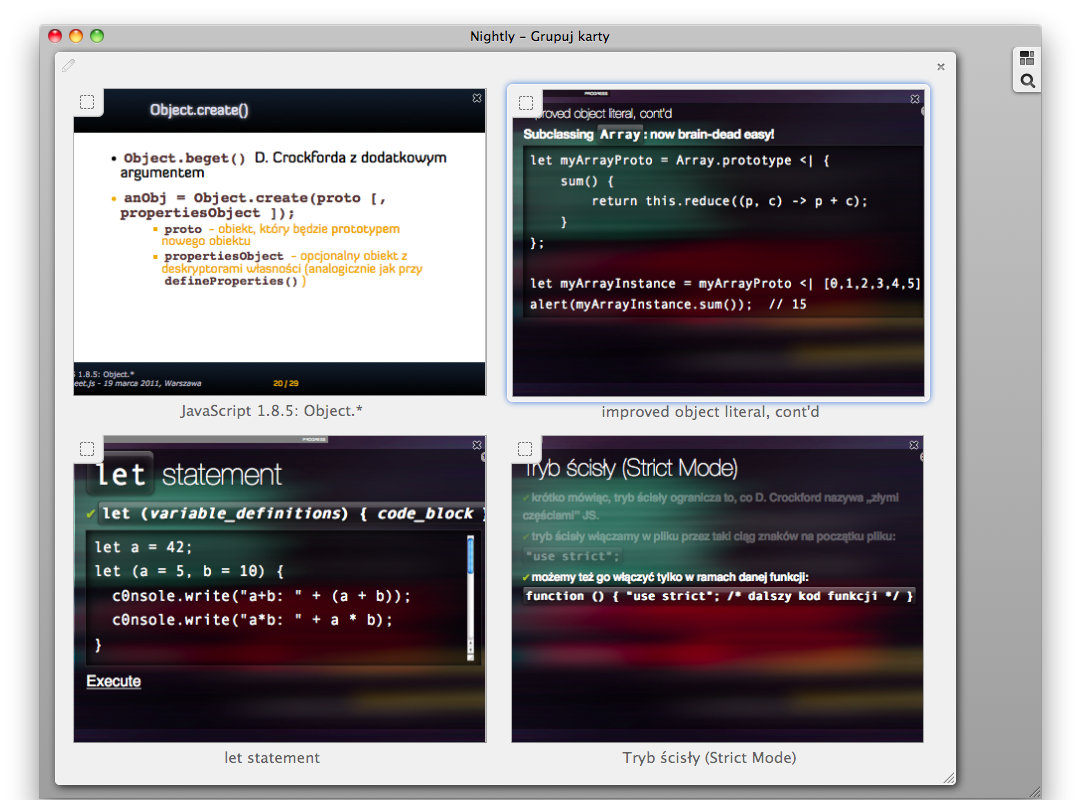 Nightly – Grupuj karty
Object.create()
• Object.beget() D. Crockforda z dodatkowym
argumentem
• anObj = Object.create(proto [,
propertiesObject ]);
proto – obiekt, który będzie prototypem
nowego obiektu
propertiesObject – opcjonalny obiekt z
deskryptorami własności (analogicznie jak przy
defineProperties() )
1.8.5: Object.*
eet.js - 19 marca 2011, Warszawa
20 / 29
JavaScript 1.8.5: Object.*
PROGRESS
mproved object literal, cont'd
Subclassing Array : now brain-dead easy!
let myArrayProto = Array.prototype <| {
sum() {
return this.reduce((p, c) -> p + c);
}
};
let myArrayInstance = myArrayProto <| [0,1,2,3,4,5]
alert(myArrayInstance.sum());  // 15
improved object literal, cont'd
PROGRESS
let statement
✓ let (variable_definitions) { code_block }
let a = 42;
let (a = 5, b = 10) {
c0nsole.write("a+b: " + (a + b));
c0nsole.write("a*b: " + a * b);
}
Execute
let statement
Tryb ścisły (Strict Mode)
✓ krótko mówiąc, tryb ścisły ogranicza to, co D. Crockford nazywa „złymi
częściami” JS.
✓ tryb ścisły włączamy w pliku przez taki ciąg znaków na początku pliku:
"use strict";
✓ możemy też go włączyć tylko w ramach danej funkcji:
function () { "use strict"; /* dalszy kod funkcji */ }
Tryb ścisły (Strict Mode)